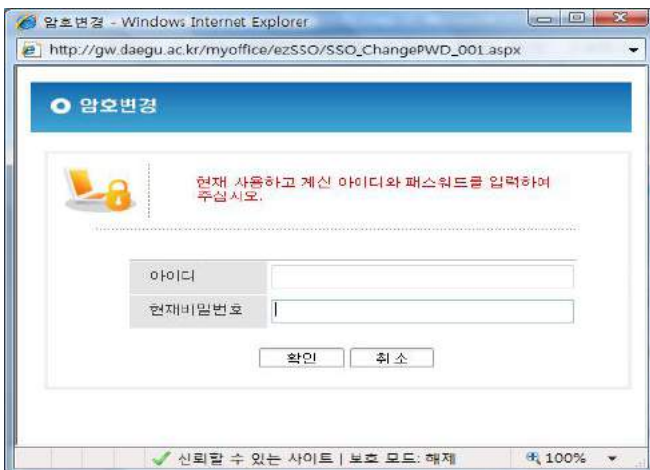 암호변경 - Windows Internet Explorer
http://gw.daegu.ac.kr/myoffice/ezSSO/SSO_ChangePWD_001.aspx
암호변경
현재 사용하고 계신 아이디와 패스워드를 입력하여
주십시오.
아이디
현재비밀번호
확인 취소
신뢰할 수 있는 사이트 | 보호 모드: 해제 100%